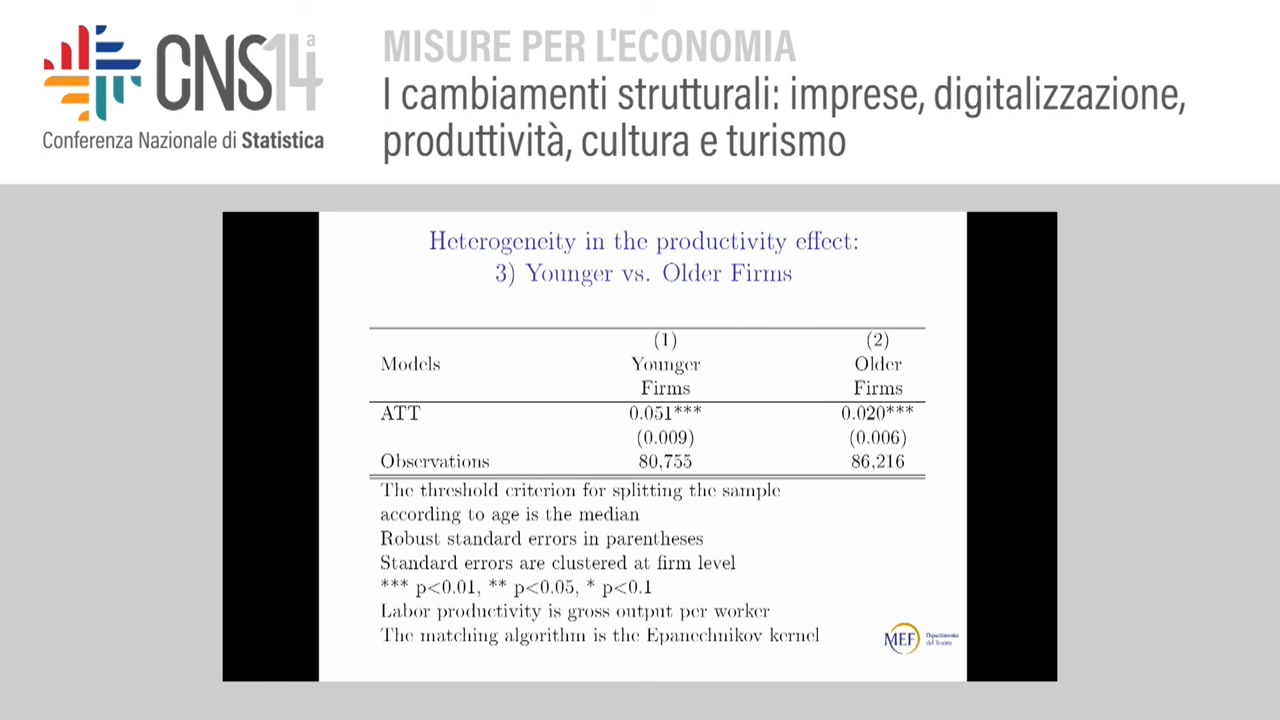 CNS14ª
Conferenza Nazionale di Statistica
MISURE PER L'ECONOMIA
I cambiamenti strutturali: imprese, digitalizzazione,
produttività, cultura e turismo
Heterogeneity in the productivity effect:
3) Younger vs. Older Firms
(1) (2)
Models Younger Older
Firms Firms
ATT 0.051*** 0.020***
(0.009) (0.006)
Observations 80,755 86,216
The threshold criterion for splitting the sample
according to age is the median
Robust standard errors in parentheses
Standard errors are clustered at firm level
*** p<0.01, ** p<0.05, * p<0.1
Labor productivity is gross output per worker
The matching algorithm is the Epanechnikov kernel
MEF
Dipartimento
del Tesoro